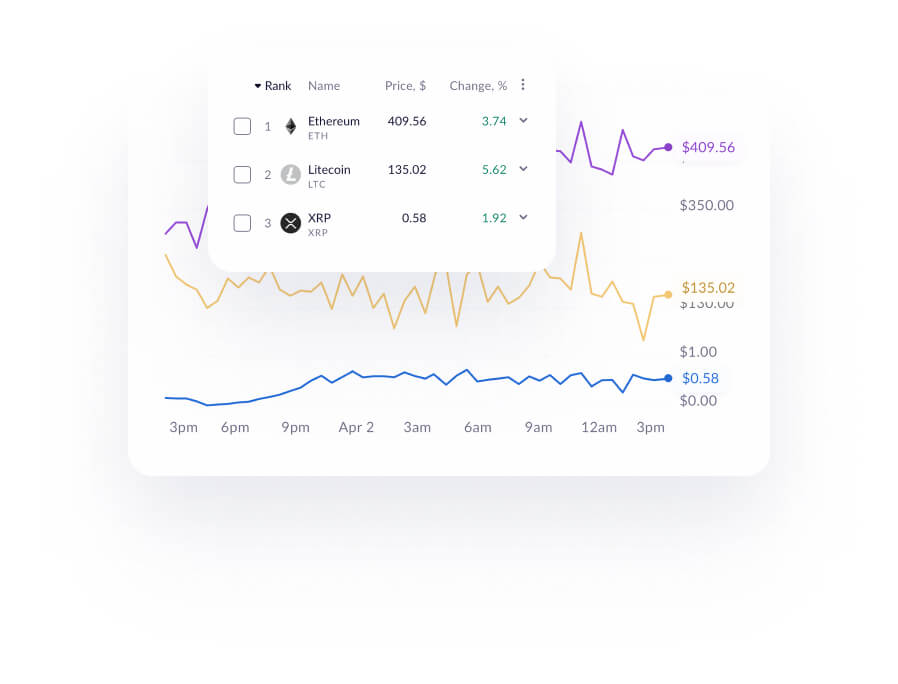 Rank Name Price, $ Change, %
1 Ethereum 409.56 3.74
ETH
2 Litecoin 135.02 5.62
LTC
3 XRP 0.58 1.92
XRP
$409.56
$350.00
$135.02
$130.00
$1.00
$0.58
$0.00
3pm 6pm 9pm Apr 2 3am 6am 9am 12am 3pm